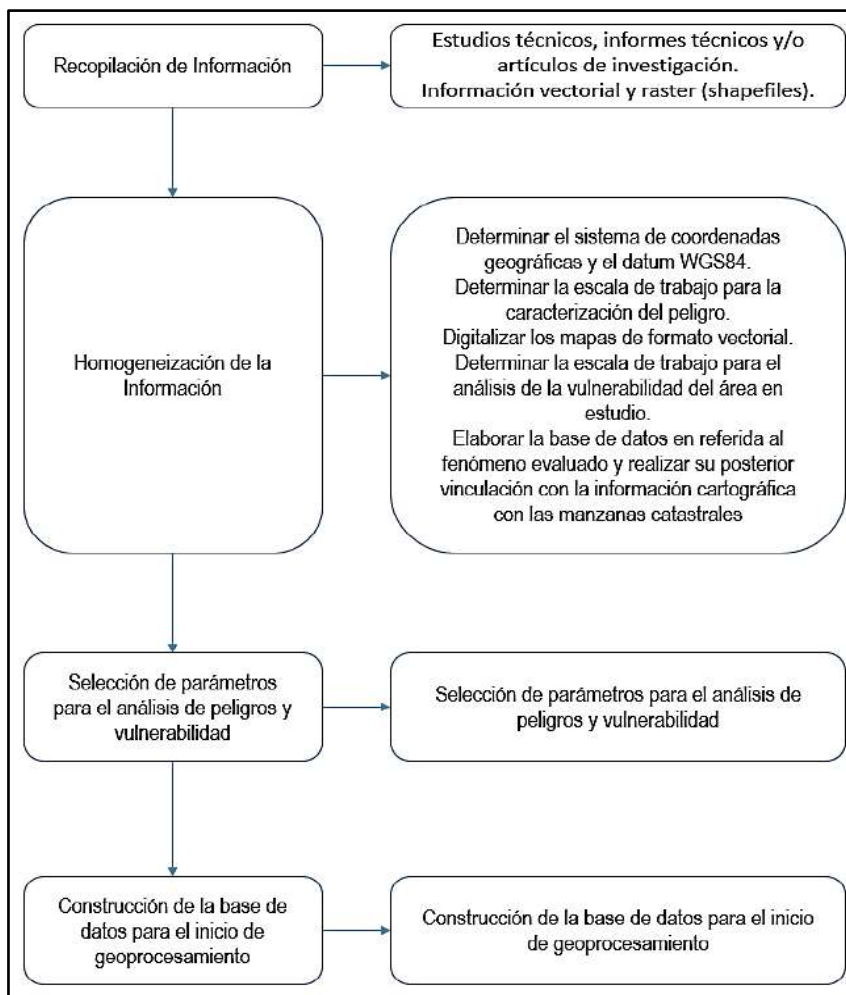 Recopilación de Información
Estudios técnicos, informes técnicos y/o
artículos de investigación.
Información vectorial y raster (shapefiles).
Homogeneización de la
Información
Determinar el sistema de coordenadas
geográficas y el datum WGS84.
Determinar la escala de trabajo para la
caracterización del peligro.
Digitalizar los mapas de formato vectorial.
Determinar la escala de trabajo para el
análisis de la vulnerabilidad del área en
estudio.
Elaborar la base de datos en referida al
fenómeno evaluado y realizar su posterior
vinculación con la información cartográfica
con las manzanas catastrales
Selección de parámetros
para el análisis de peligros y
vulnerabilidad
Selección de parámetros para el análisis de
peligros y vulnerabilidad
Construcción de la base de
datos para el inicio de
geoprocesamiento
Construcción de la base de datos para el inicio
de geoprocesamiento